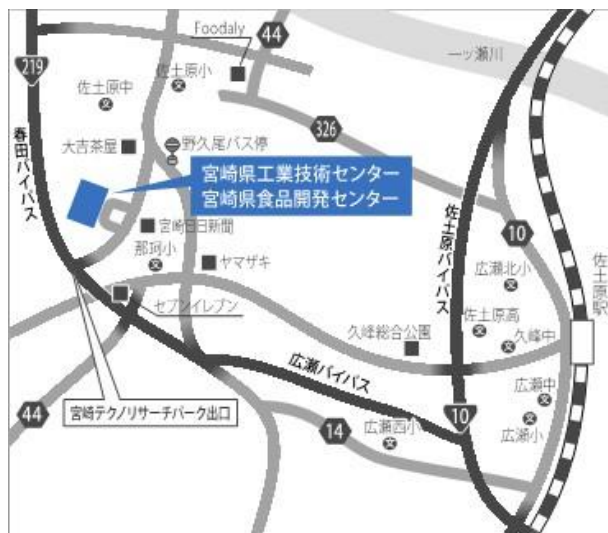 Foodaly
44
219
佐土原小
一ッ瀬川
佐土原中
326
大吉茶屋
野久尾バス停
春田バイパス
宮崎県工業技術センター
宮崎県食品開発センター
佐土原バイパス
10
宮崎日日新聞
那珂小
ヤマザキ
広瀬北小
佐土原駅
セブンイレブン
佐土原高
久峰中
久峰総合公園
広瀬バイパス
広瀬中
宮崎テクノリサーチパーク出口
44
14
広瀬西小
10
広瀬小